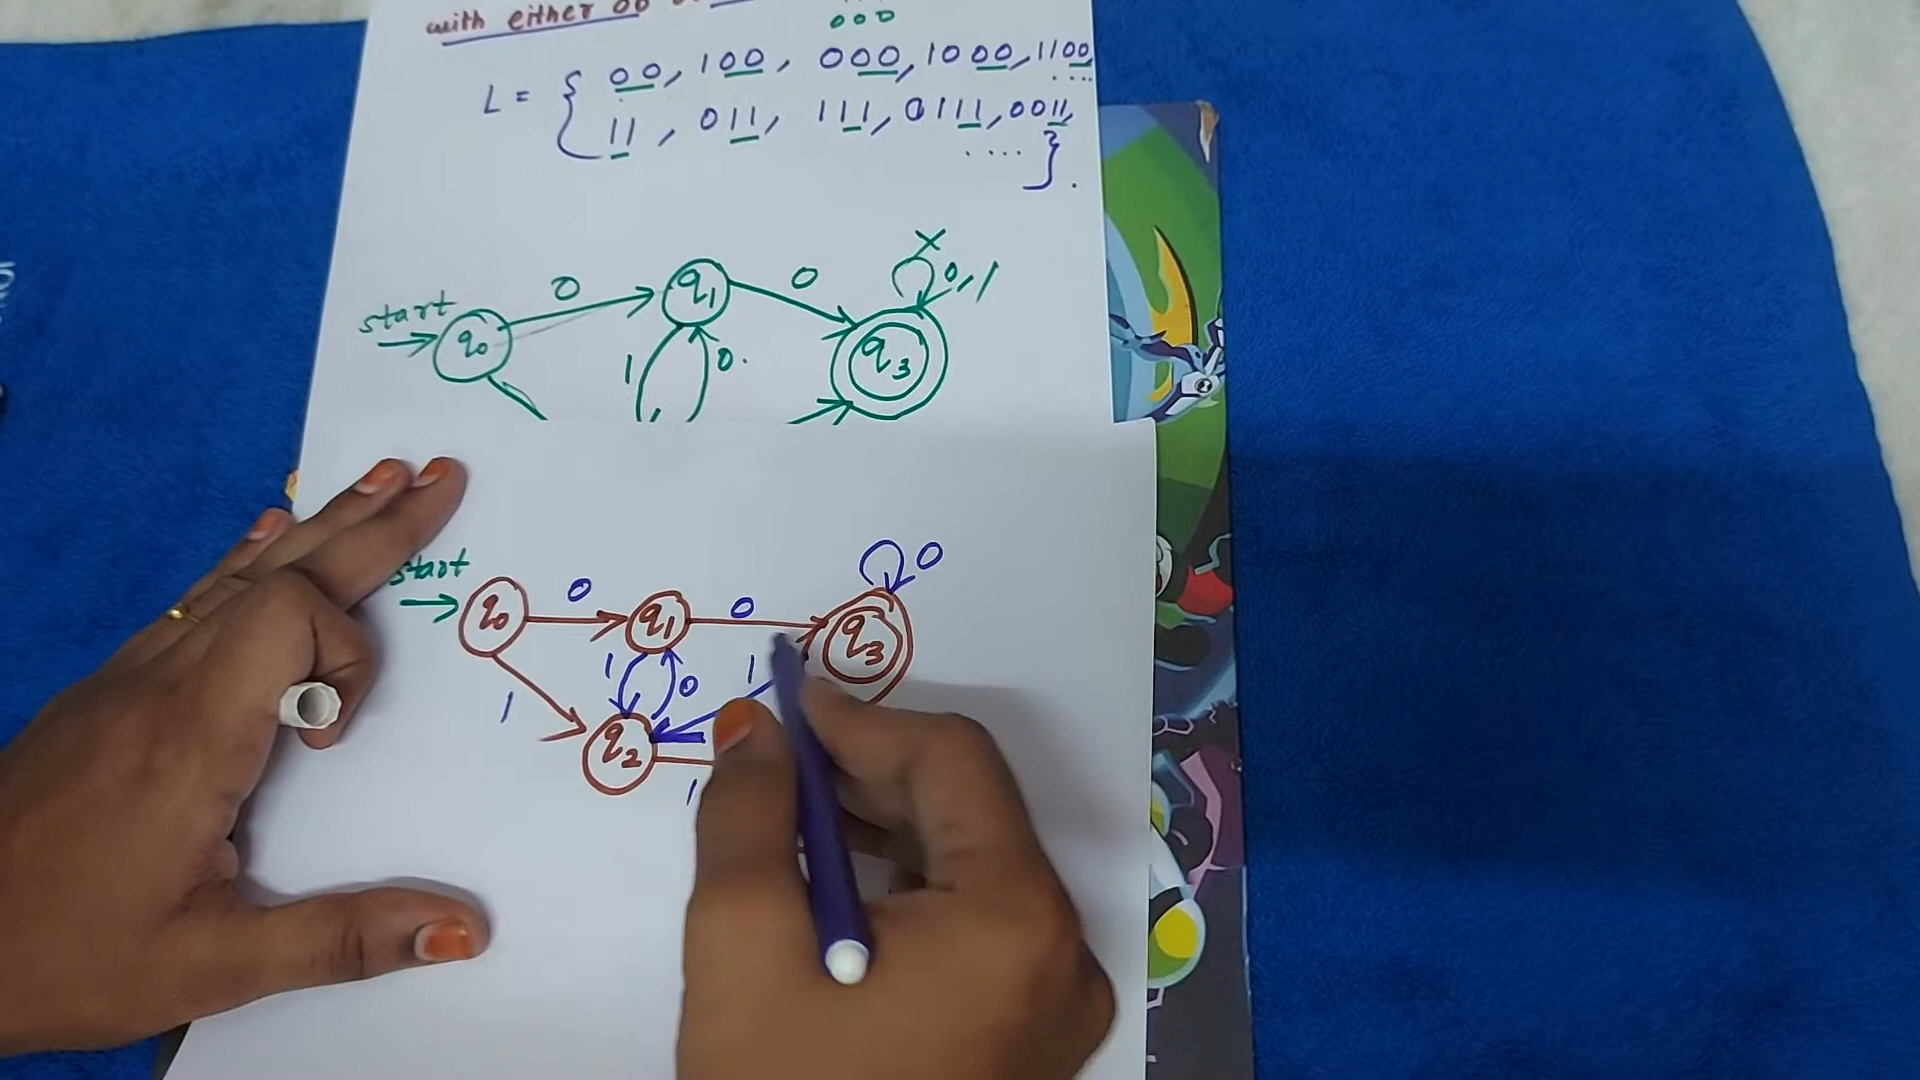 with either 00
000
L = { 00, 100, 000, 1000, 1100, ....
11, 011, 111, 0111, 0011, .... }.
x
0,1
start q0 0 q1 0 q3
1 0.
0
start q0 0 q1 0 q3
1 1 0 1
q2 1